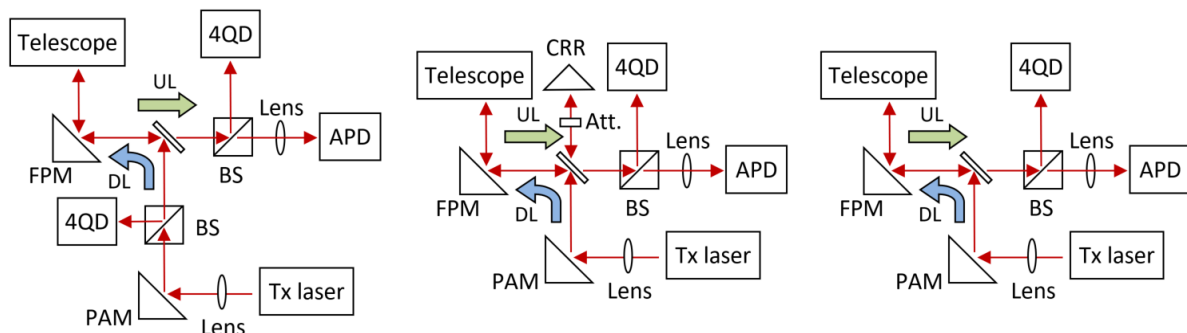 4QD
Telescope
UL
Lens
APD
FPM
DL
BS
4QD
BS
Tx laser
PAM
Lens
CRR
4QD
Telescope
UL
Att.
Lens
APD
FPM
DL
BS
Tx laser
PAM
Lens
4QD
Telescope
UL
Lens
APD
FPM
DL
BS
Tx laser
PAM
Lens